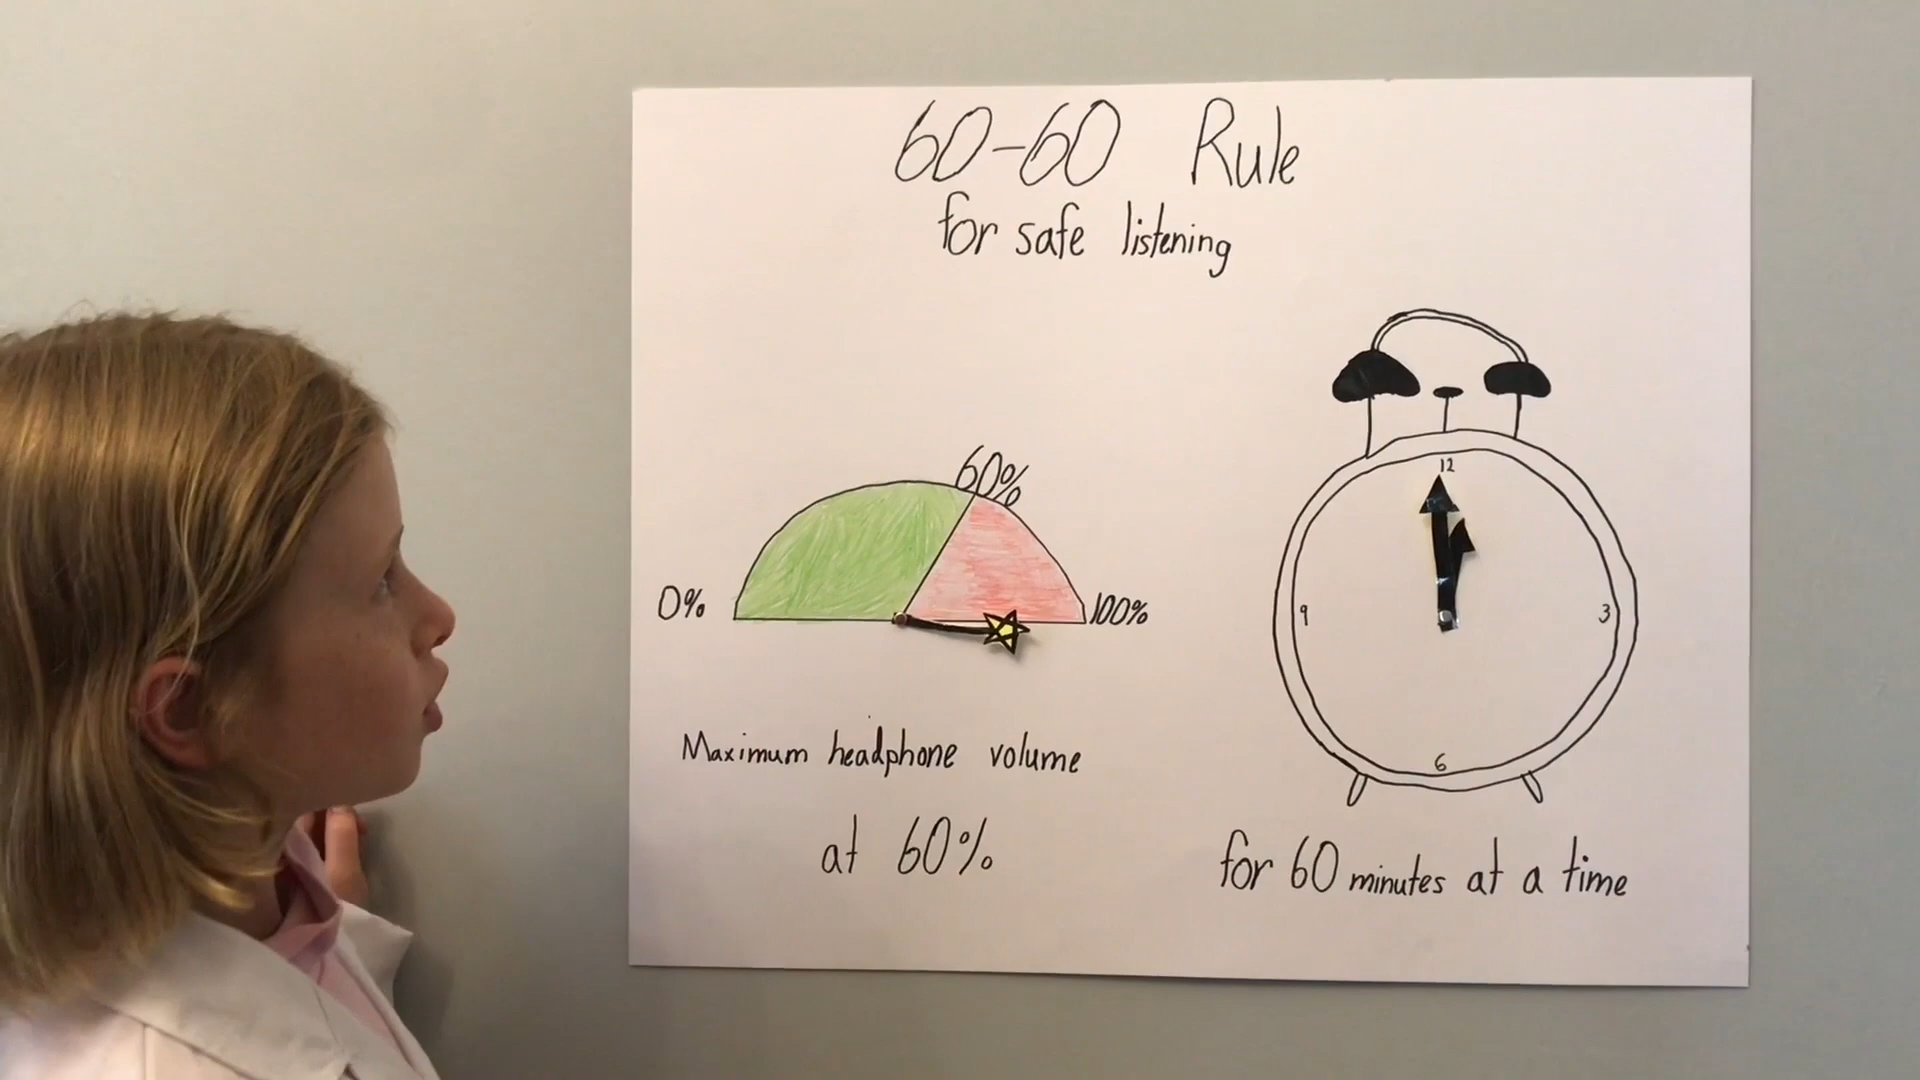 60-60 Rule
for safe listening
60%
0%
100%
Maximum headphone volume
at 60%
12
9
3
6
for 60 minutes at a time